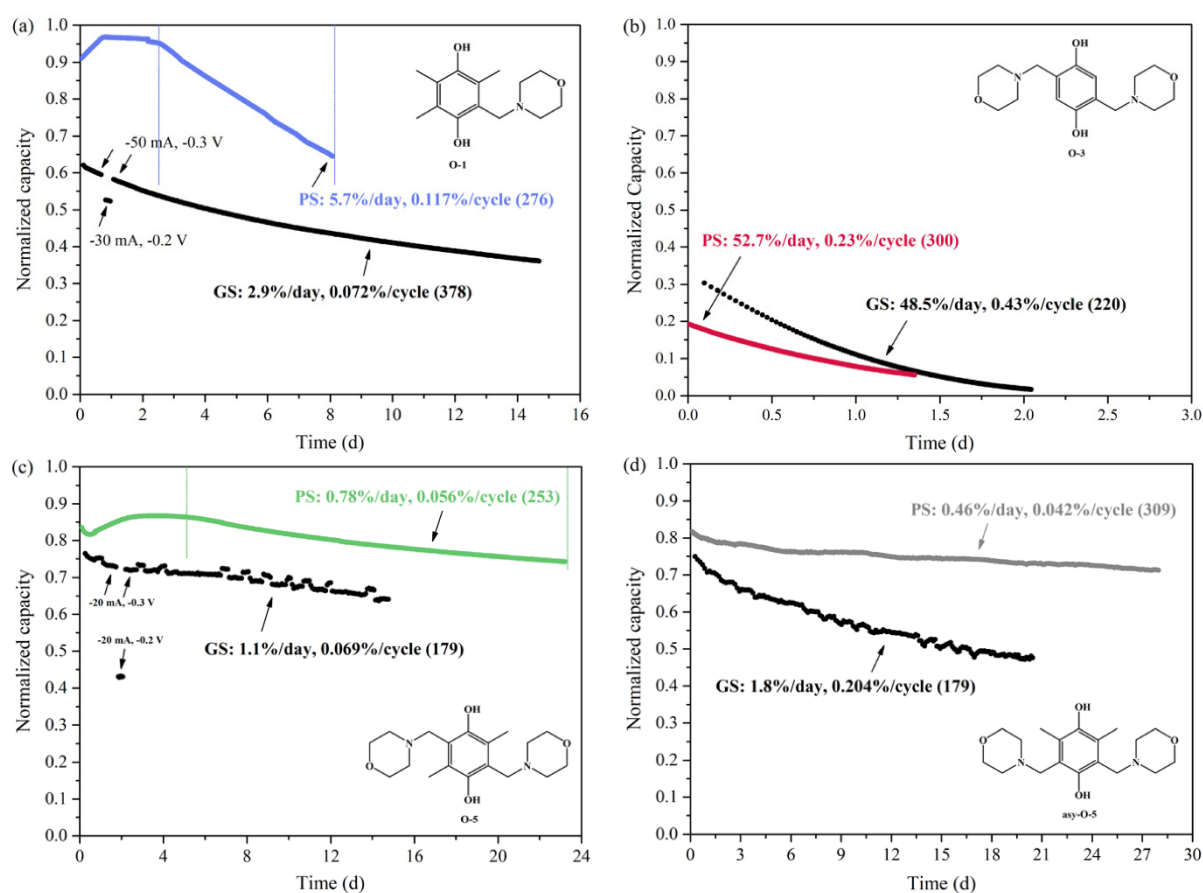 (a)
Normalized capacity
1.0
0.9
0.8
0.7
0.6
0.5
0.4
0.3
0.2
0.1
0.0
-50 mA, -0.3 V
-30 mA, -0.2 V
PS: 5.7%/day, 0.117%/cycle (276)
GS: 2.9%/day, 0.072%/cycle (378)
OH
O
N
OH
O-1
0 2 4 6 8 10 12 14 16
Time (d)
(b)
Normalized Capacity
1.0
0.9
0.8
0.7
0.6
0.5
0.4
0.3
0.2
0.1
0.0
OH
N
O
O
N
OH
O-3
PS: 52.7%/day, 0.23%/cycle (300)
GS: 48.5%/day, 0.43%/cycle (220)
0.0 0.5 1.0 1.5 2.0 2.5 3.0
Time (d)
(c)
Normalized capacity
1.0
0.9
0.8
0.7
0.6
0.5
0.4
0.3
0.2
0.1
0.0
PS: 0.78%/day, 0.056%/cycle (253)
-20 mA, -0.3 V
-20 mA, -0.2 V
GS: 1.1%/day, 0.069%/cycle (179)
OH
N
O
O
N
OH
O-5
0 4 8 12 16 20 24
Time (d)
(d)
Normalized capacity
1.0
0.9
0.8
0.7
0.6
0.5
0.4
0.3
0.2
0.1
0.0
PS: 0.46%/day, 0.042%/cycle (309)
GS: 1.8%/day, 0.204%/cycle (179)
OH
O
O
N
N
OH
asy-O-5
0 3 6 9 12 15 18 21 24 27 30
Time (d)